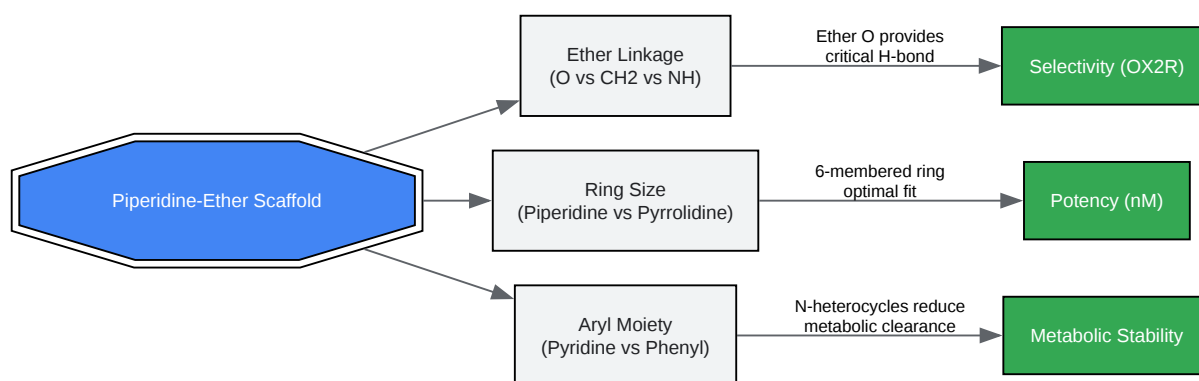 Piperidine-Ether Scaffold
Ether Linkage
(O vs CH2 vs NH)
Ether O provides
critical H-bond
Selectivity (OX2R)
Ring Size
(Piperidine vs Pyrrolidine)
6-membered ring
optimal fit
Potency (nM)
Aryl Moiety
(Pyridine vs Phenyl)
N-heterocycles reduce
metabolic clearance
Metabolic Stability